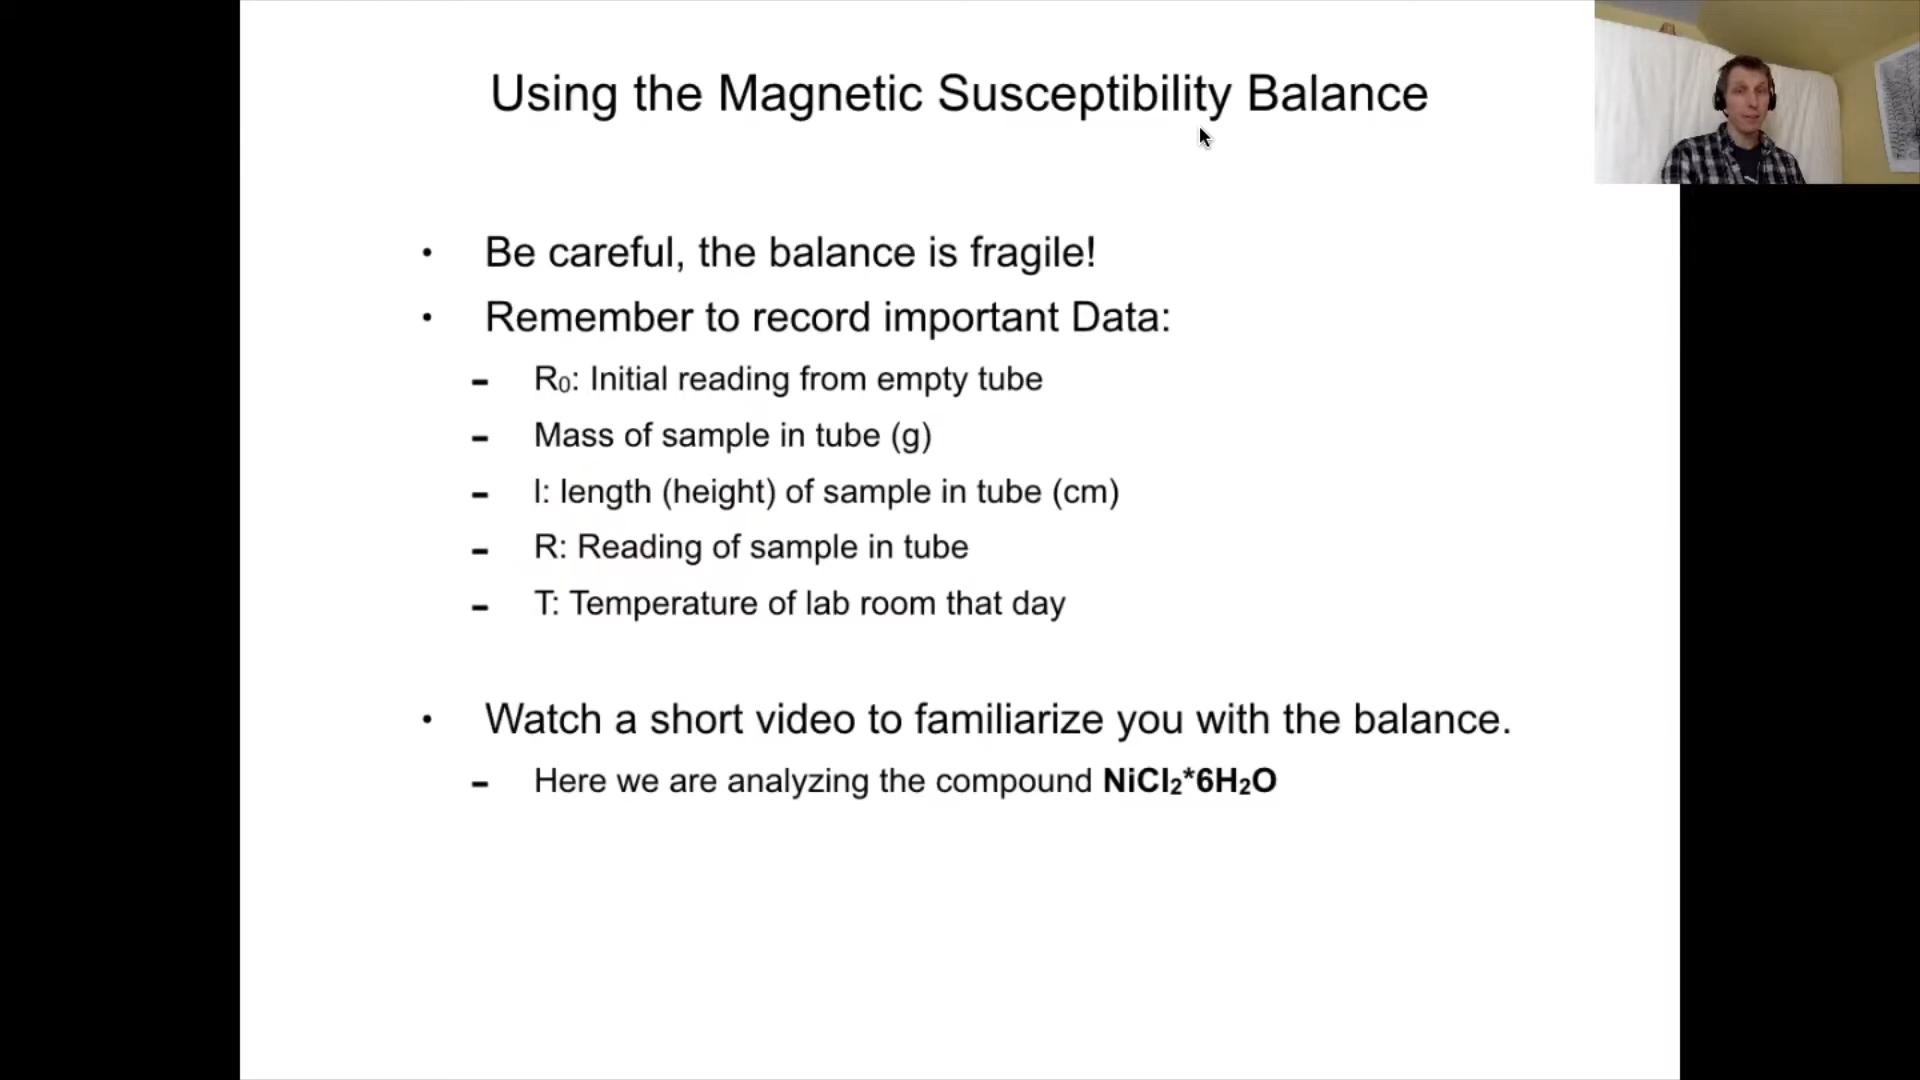 Using the Magnetic Susceptibility Balance
• Be careful, the balance is fragile!
• Remember to record important Data:
- R₀: Initial reading from empty tube
- Mass of sample in tube (g)
- l: length (height) of sample in tube (cm)
- R: Reading of sample in tube
- T: Temperature of lab room that day
• Watch a short video to familiarize you with the balance.
- Here we are analyzing the compound NiCl₂*6H₂O